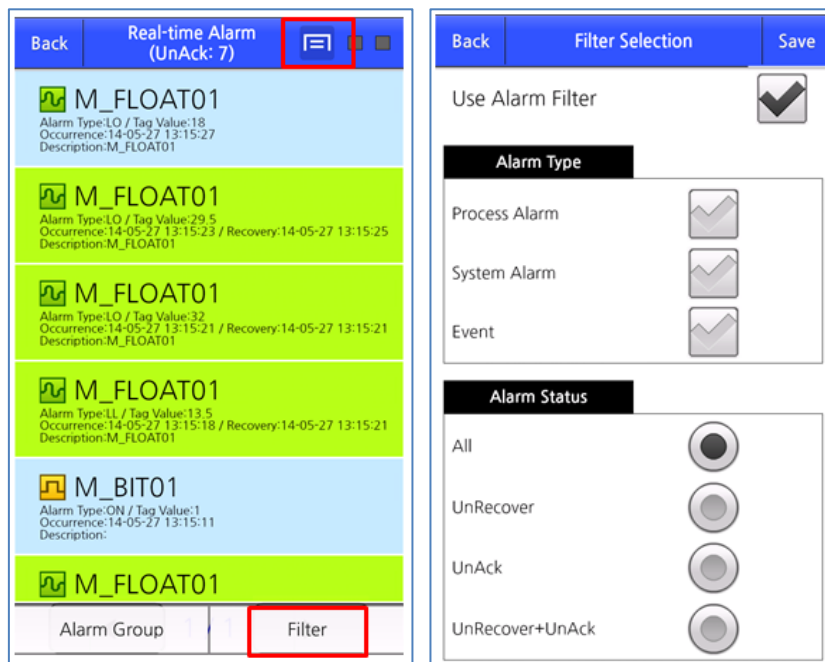 Back
Real-time Alarm
(UnAck: 7)
M_FLOAT01
Alarm Type:LO / Tag Value:18
Occurrence:14-05-27 13:15:27
Description:M_FLOAT01
M_FLOAT01
Alarm Type:LO / Tag Value:29,5
Occurrence:14-05-27 13:15:23 / Recovery:14-05-27 13:15:25
Description:M_FLOAT01
M_FLOAT01
Alarm Type:LO / Tag Value:32
Occurrence:14-05-27 13:15:21 / Recovery:14-05-27 13:15:21
Description:M_FLOAT01
M_FLOAT01
Alarm Type:LL / Tag Value:13,5
Occurrence:14-05-27 13:15:18 / Recovery:14-05-27 13:15:21
Description:M_FLOAT01
M_BIT01
Alarm Type:ON / Tag Value:1
Occurrence:14-05-27 13:15:11
Description:
M_FLOAT01
Alarm Group
1 / 1
Filter
Back
Filter Selection
Save
Use Alarm Filter
Alarm Type
Process Alarm
System Alarm
Event
Alarm Status
All
UnRecover
UnAck
UnRecover+UnAck